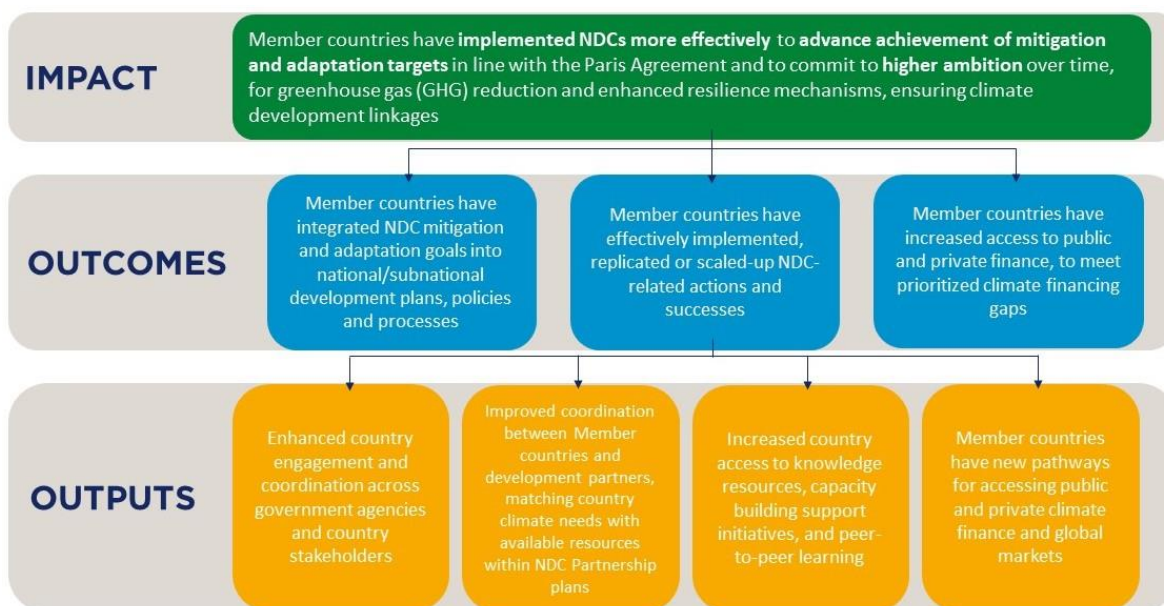 IMPACT
Member countries have implemented NDCs more effectively to advance achievement of mitigation
and adaptation targets in line with the Paris Agreement and to commit to higher ambition over time,
for greenhouse gas (GHG) reduction and enhanced resilience mechanisms, ensuring climate
development linkages
OUTCOMES
Member countries have
integrated NDC mitigation
and adaptation goals into
national/subnational
development plans, policies
and processes
Member countries have
effectively implemented,
replicated or scaled-up NDC-
related actions and
successes
Member countries have
increased access to public
and private finance, to meet
prioritized climate financing
gaps
OUTPUTS
Enhanced country
engagement and
coordination across
government agencies
and country
stakeholders
Improved coordination
between Member
countries and
development partners,
matching country
climate needs with
available resources
within NDC Partnership
plans
Increased country
access to knowledge
resources, capacity
building support
initiatives, and peer-
to-peer learning
Member countries
have new pathways
for accessing public
and private climate
finance and global
markets